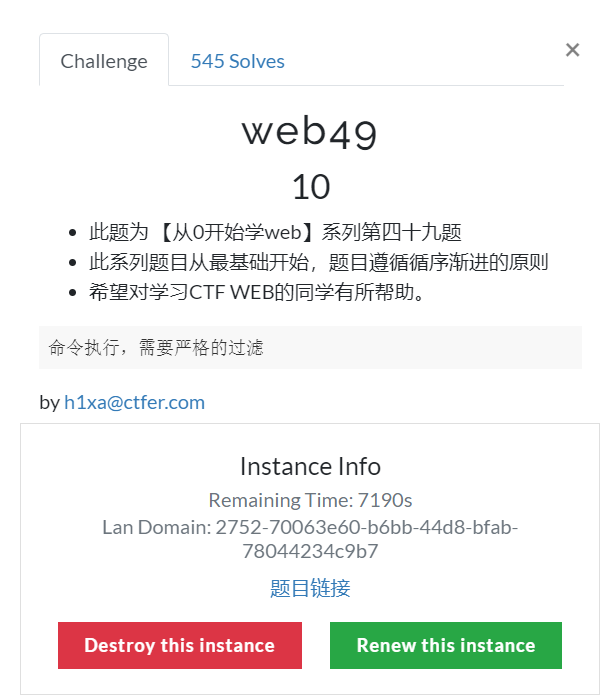 Challenge
545 Solves
×
web49
10
此题为 【从0开始学web】系列第四十九题
此系列题目从最基础开始，题目遵循循序渐进的原则
希望对学习CTF WEB的同学有所帮助。
命令执行，需要严格的过滤
by h1xa@ctfer.com
Instance Info
Remaining Time: 7190s
Lan Domain: 2752-70063e60-b6bb-44d8-bfab-
78044234c9b7
题目链接
Destroy this instance
Renew this instance